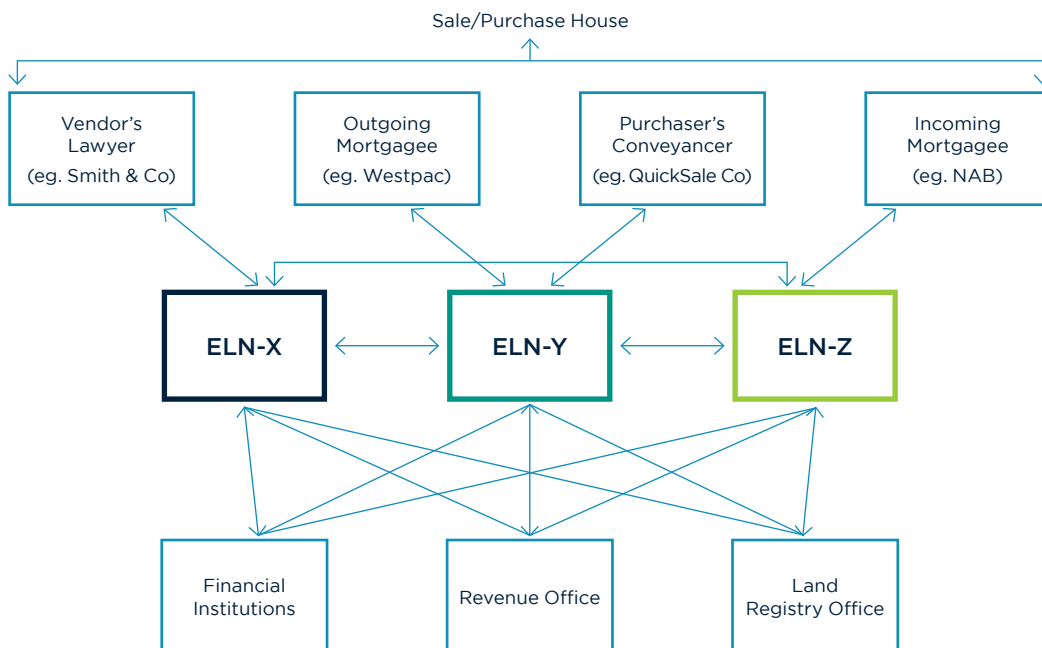 Sale/Purchase House
Vendor's
Lawyer
(eg. Smith & Co)
Outgoing
Mortgagee
(eg. Westpac)
Purchaser's
Conveyancer
(eg. QuickSale Co)
Incoming
Mortgagee
(eg. NAB)
ELN-X
ELN-Y
ELN-Z
Financial
Institutions
Revenue Office
Land
Registry Office